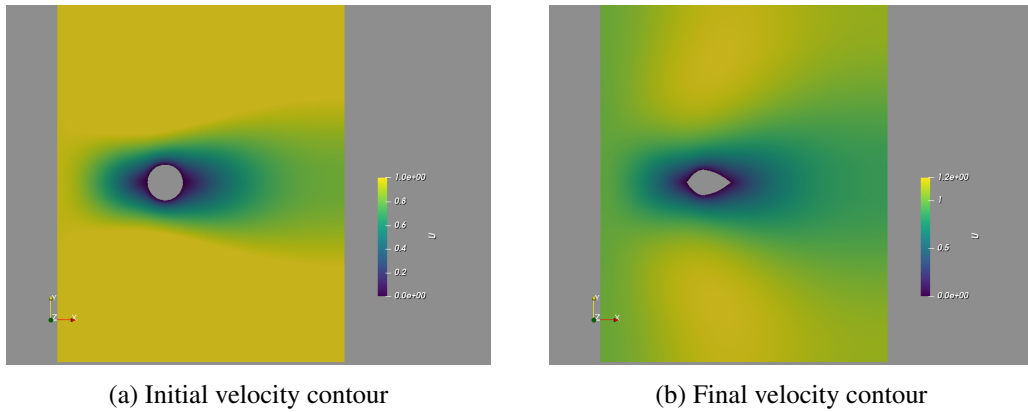 1.0e+00
0.8
0.6
0.4
0.2
0.0e+00
U
Y
Z X
(a) Initial velocity contour
1.2e+00
1
0.5
0.0e+00
U
Y
Z X
(b) Final velocity contour